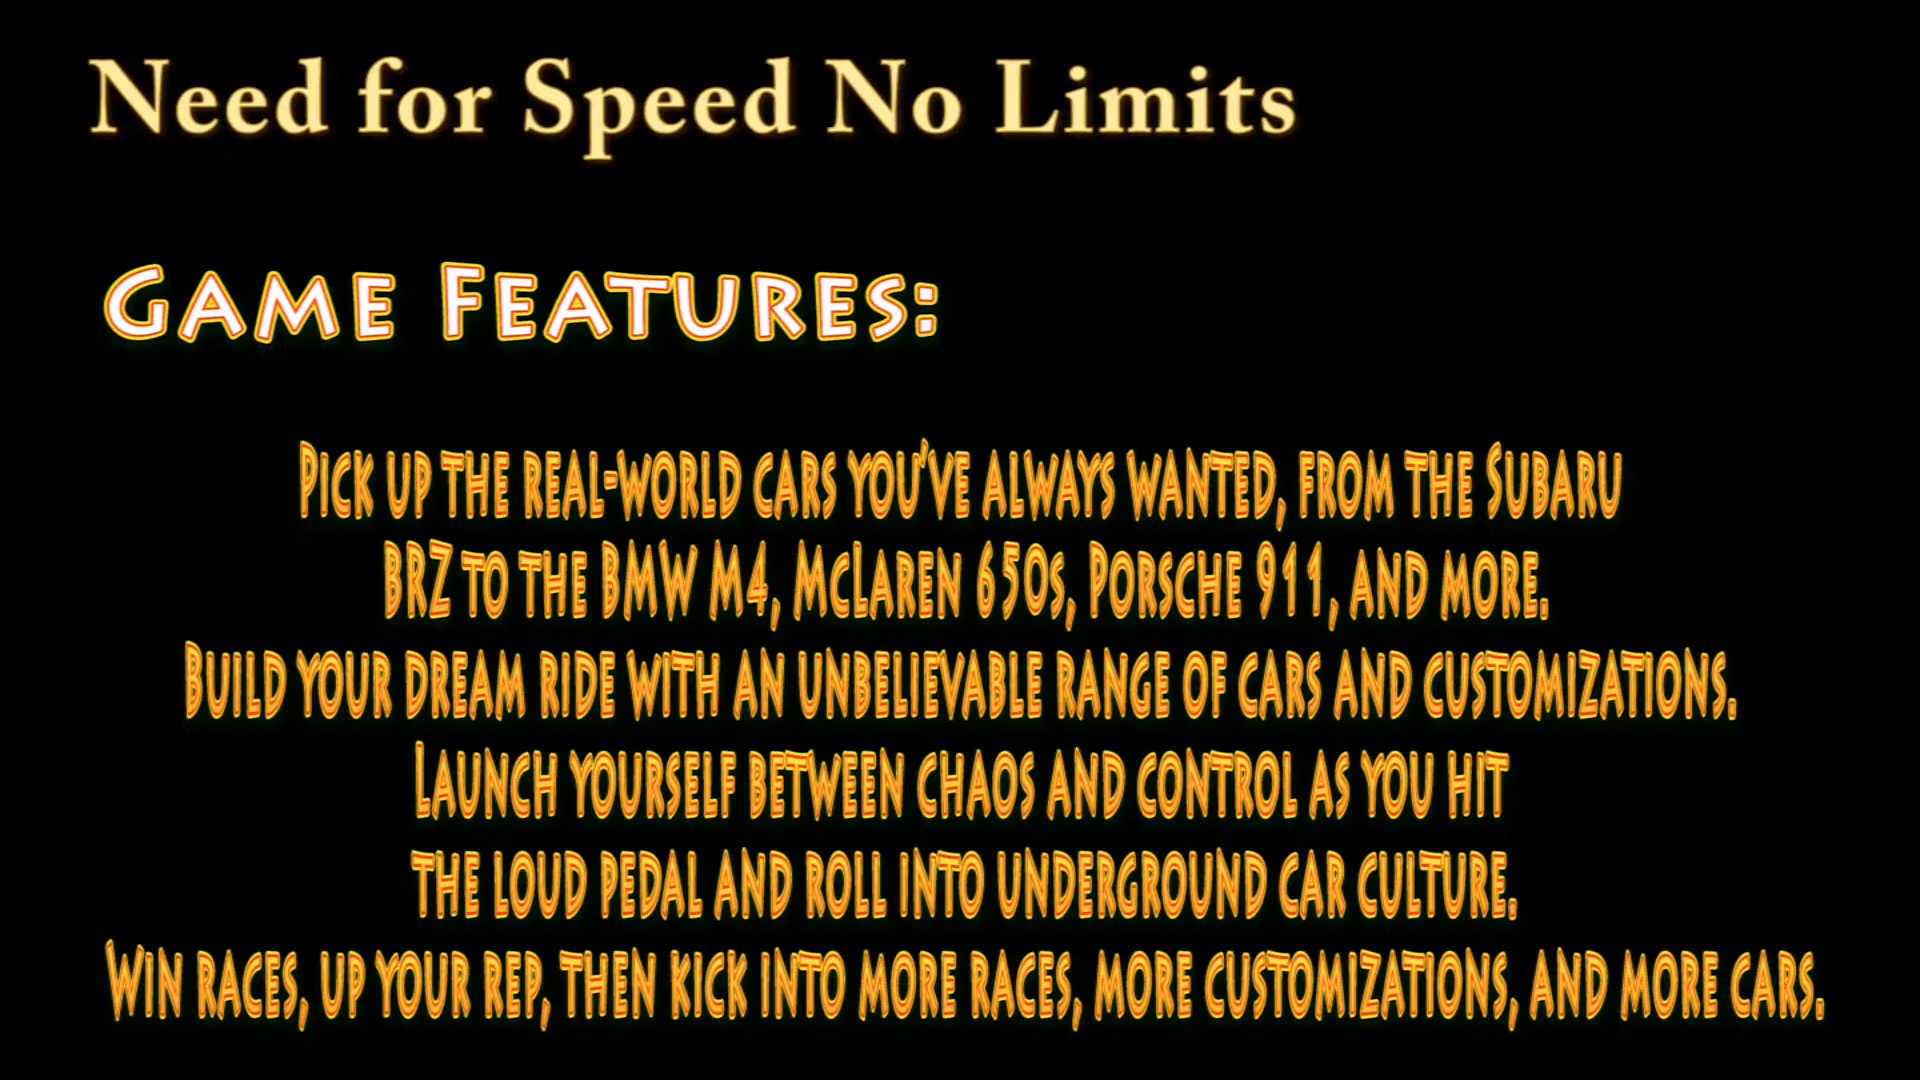 Need for Speed No Limits
Game Features:
Pick up the real-world cars you've always wanted, from the Subaru
BRZ to the BMW M4, McLaren 650s, Porsche 911, and more.
Build your dream ride with an unbelievable range of cars and customizations.
Launch yourself between chaos and control as you hit
the loud pedal and roll into underground car culture.
Win races, up your rep, then kick into more races, more customizations, and more cars.